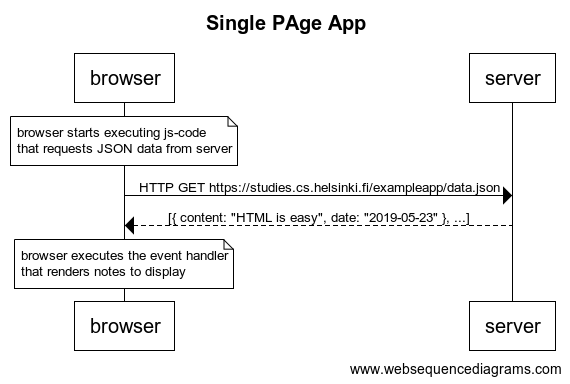 Single PAge App
browser
server
browser starts executing js-code
that requests JSON data from server
HTTP GET https://studies.cs.helsinki.fi/exampleapp/data.json
[{ content: "HTML is easy", date: "2019-05-23" }, ...]
browser executes the event handler
that renders notes to display
browser
server
www.websequencediagrams.com